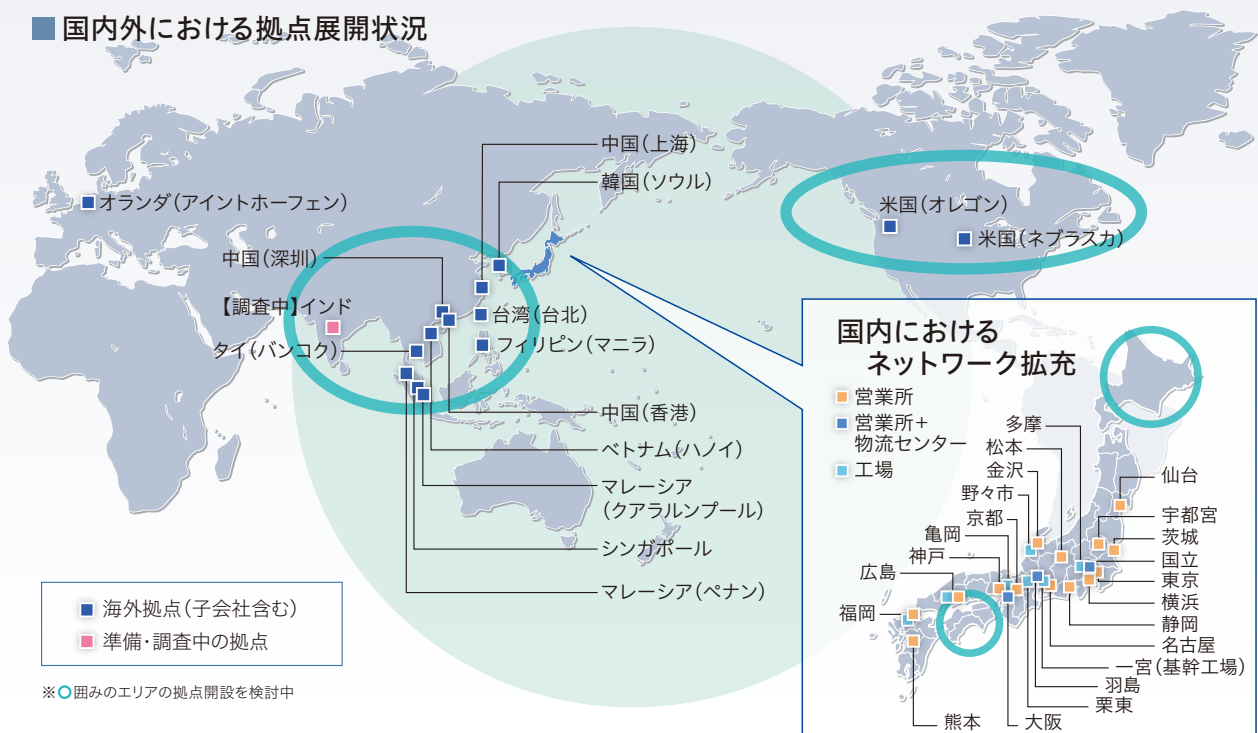 国内外における拠点展開状況
中国(上海)
韓国(ソウル)
オランダ(アイントホーフェン)
米国(オレゴン)
米国(ネブラスカ)
中国(深圳)
【調査中】インド
台湾(台北)
タイ(バンコク)
フィリピン(マニラ)
中国(香港)
ベトナム(ハノイ)
マレーシア
(クアラルンプール)
シンガポール
マレーシア(ペナン)
海外拠点(子会社含む)
準備・調査中の拠点
※○囲みのエリアの拠点開設を検討中
国内における
ネットワーク拡充
営業所
営業所+
物流センター
工場
多摩
松本
金沢
野々市
京都
亀岡
神戸
広島
福岡
仙台
宇都宮
茨城
国立
東京
横浜
静岡
名古屋
一宮(基幹工場)
羽島
栗東
大阪
熊本